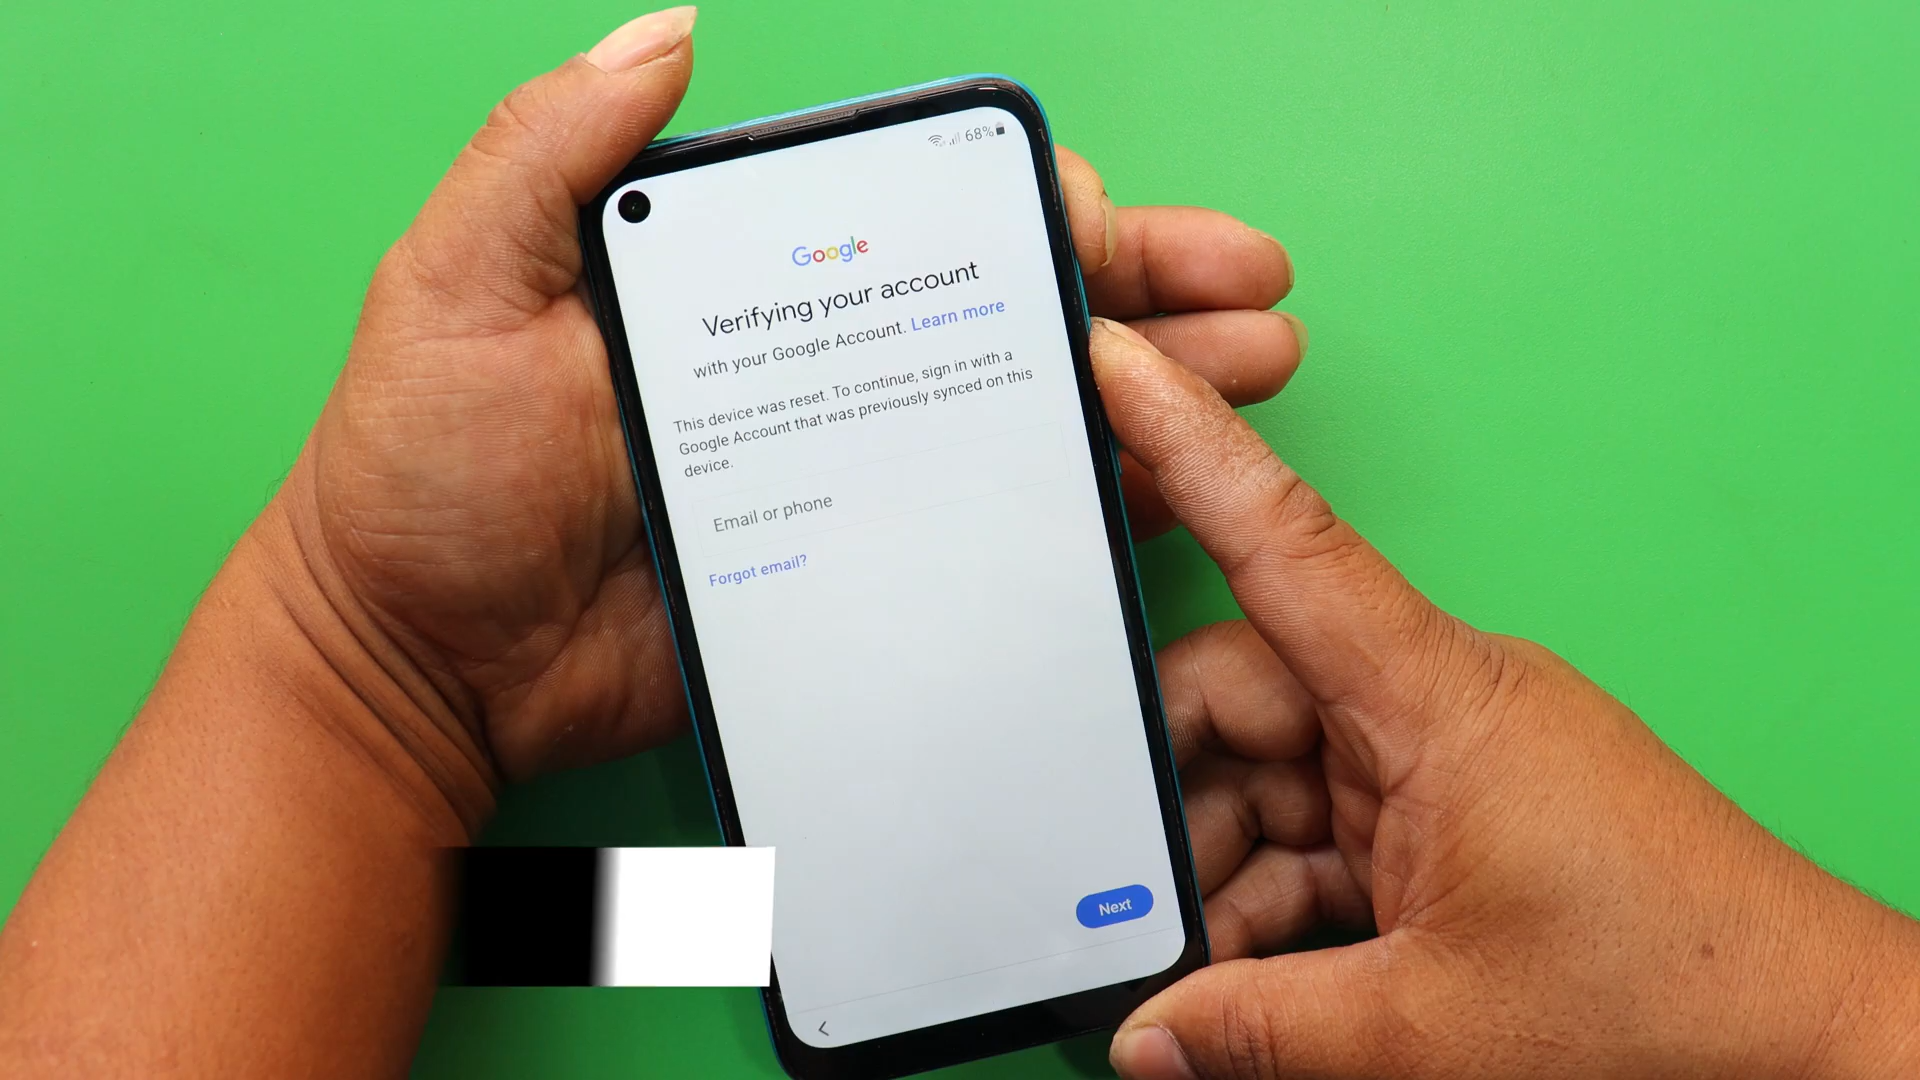 68%
Google
Verifying your account
with your Google Account. Learn more
This device was reset. To continue, sign in with a
Google Account that was previously synced on this
device.
Email or phone
Forgot email?
Next